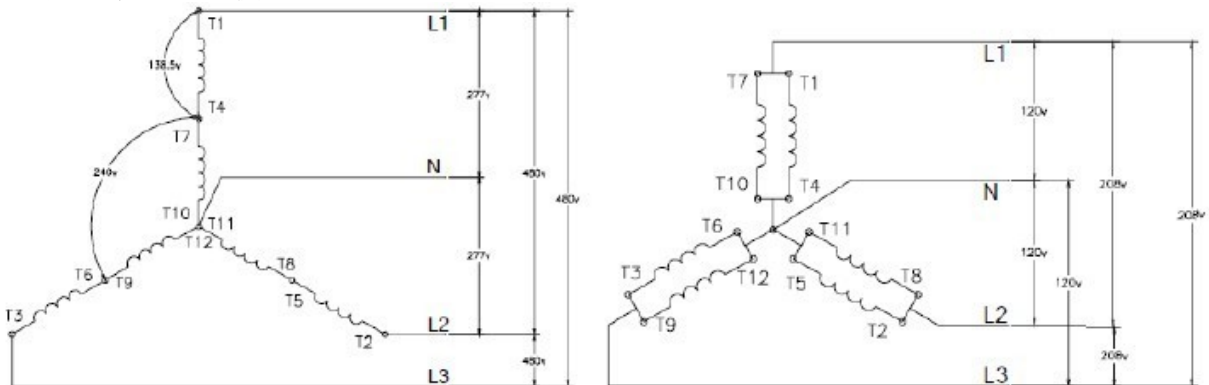 T1
L1
138.5v
T4
T7
277v
240v
N
480v
480v
T10
T11
T12
T6
T9
T8
T5
277v
T3
T2
L2
480v
L3
L1
T7
T1
120v
T10
T4
N
208v
208v
T6
T11
T3
T12
T5
T8
120v
120v
T9
T2
L2
208v
L3